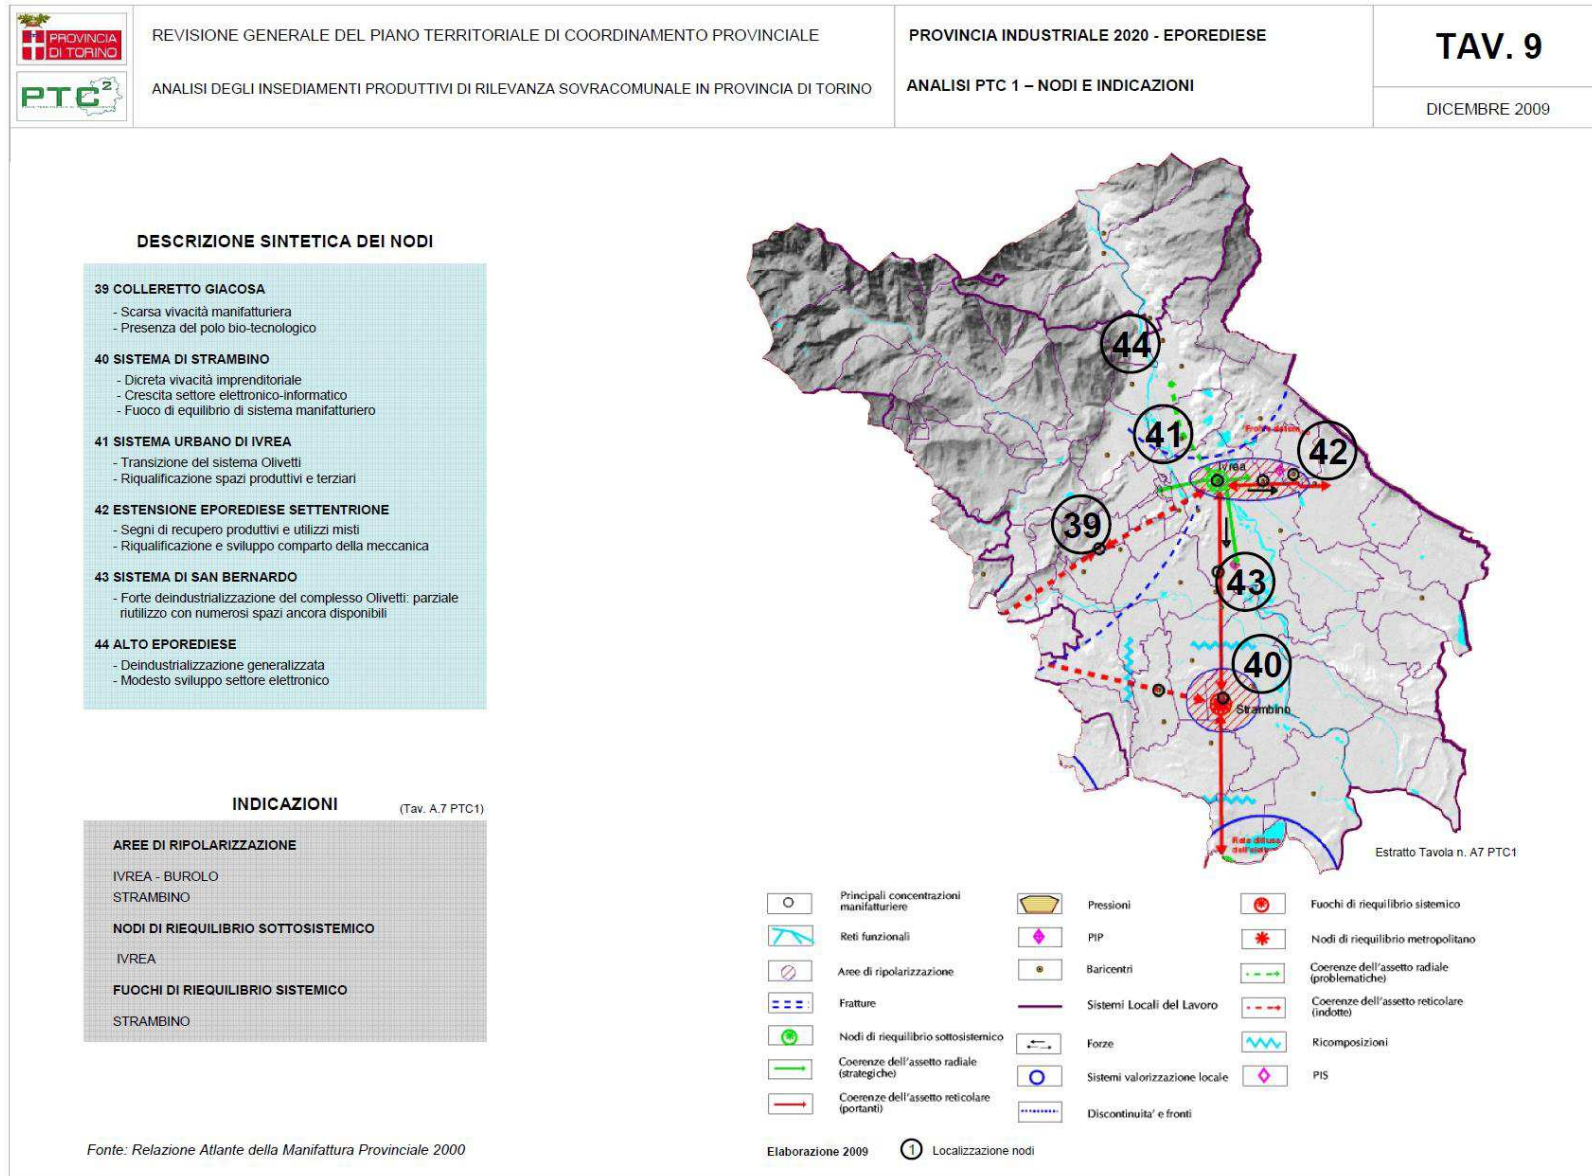 PROVINCIA
DI TORINO
PTC2
REVISIONE GENERALE DEL PIANO TERRITORIALE DI COORDINAMENTO PROVINCIALE
ANALISI DEGLI INSEDIAMENTI PRODUTTIVI DI RILEVANZA SOVRACOMUNALE IN PROVINCIA DI TORINO
PROVINCIA INDUSTRIALE 2020 - EPOREDIESE
ANALISI PTC 1 – NODI E INDICAZIONI
TAV. 9
DICEMBRE 2009
DESCRIZIONE SINTETICA DEI NODI
39 COLLERETTO GIACOSA
- Scarsa vivacità manifatturiera
- Presenza del polo bio-tecnologico
40 SISTEMA DI STRAMBINO
- Dicreta vivacità imprenditoriale
- Crescita settore elettronico-informatico
- Fuoco di equilibrio di sistema manifatturiero
41 SISTEMA URBANO DI IVREA
- Transizione del sistema Olivetti
- Riqualificazione spazi produttivi e terziari
42 ESTENSIONE EPOREDIESE SETTENTRIONE
- Segni di recupero produttivi e utilizzi misti
- Riqualificazione e sviluppo comparto della meccanica
43 SISTEMA DI SAN BERNARDO
- Forte deindustrializzazione del complesso Olivetti: parziale
riutilizzo con numerosi spazi ancora disponibili
44 ALTO EPOREDIESE
- Deindustrializzazione generalizzata
- Modesto sviluppo settore elettronico
INDICAZIONI
(Tav. A.7 PTC1)
AREE DI RIPOLARIZZAZIONE
IVREA - BUROLO
STRAMBINO
NODI DI RIEQUILIBRIO SOTTOSISTEMICO
IVREA
FUOCHI DI RIEQUILIBRIO SISTEMICO
STRAMBINO
Fonte: Relazione Atlante della Manifattura Provinciale 2000
44
41
42
Ivrea
39
43
40
Strambino
Estratto Tavola n. A7 PTC1
Principali concentrazioni
manifatturiere
Reti funzionali
Aree di ripolarizzazione
Fratture
Nodi di riequilibrio sottosistemico
Coerenze dell'assetto radiale
(strategiche)
Coerenze dell'assetto reticolare
(portanti)
Pressioni
PIP
Baricentri
Sistemi Locali del Lavoro
Forze
Sistemi valorizzazione locale
Discontinuita' e fronti
Fuochi di riequilibrio sistemico
Nodi di riequilibrio metropolitano
Coerenze dell'assetto radiale
(problematiche)
Coerenze dell'assetto reticolare
(indotte)
Ricomposizioni
PIS
Elaborazione 2009
1 Localizzazione nodi